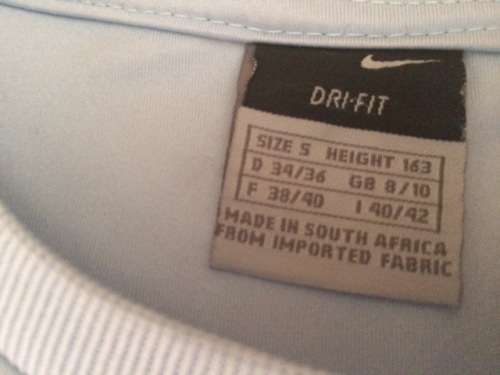 DRI-FIT
SIZE S HEIGHT 163
D 34/36 GB 8/10
F 38/40 I 40/42
MADE IN SOUTH AFRICA
FROM IMPORTED FABRIC